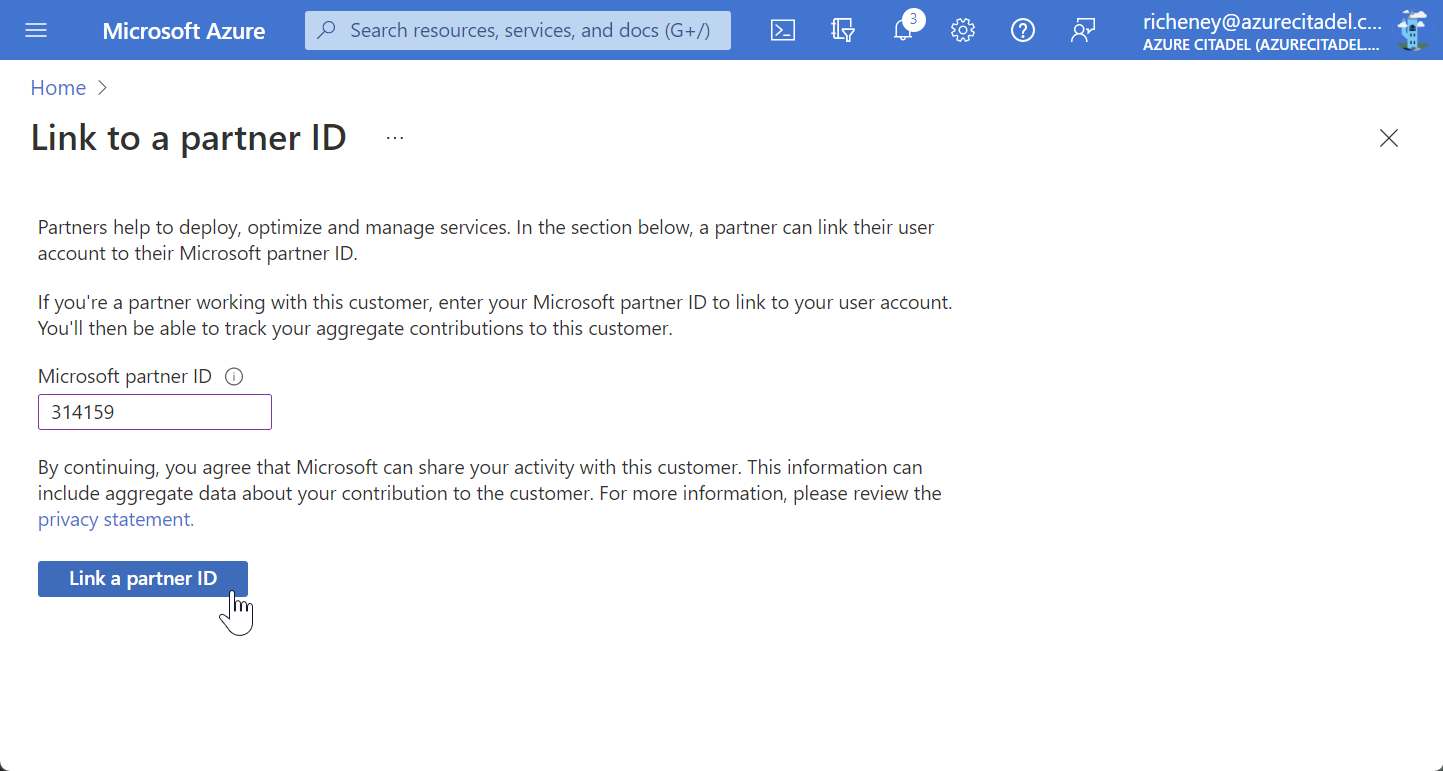 Microsoft Azure
Search resources, services, and docs (G+/)
3
richeney@azurecitadel.c...
AZURE CITADEL (AZURECITADEL....
Home
Link to a partner ID
...
Partners help to deploy, optimize and manage services. In the section below, a partner can link their user
account to their Microsoft partner ID.
If you're a partner working with this customer, enter your Microsoft partner ID to link to your user account.
You'll then be able to track your aggregate contributions to this customer.
Microsoft partner ID
314159
By continuing, you agree that Microsoft can share your activity with this customer. This information can
include aggregate data about your contribution to the customer. For more information, please review the
privacy statement.
Link a partner ID